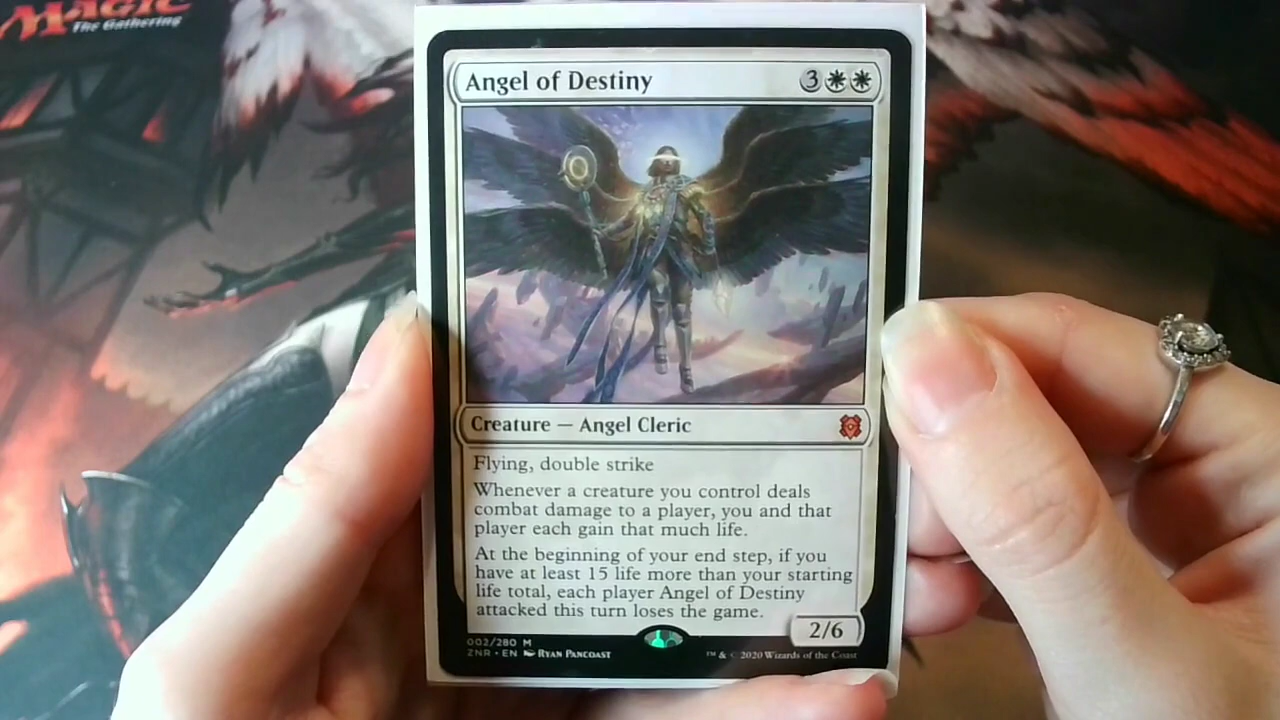 MAGIC
The Gathering
Angel of Destiny
3
Creature — Angel Cleric
Flying, double strike
Whenever a creature you control deals
combat damage to a player, you and that
player each gain that much life.
At the beginning of your end step, if you
have at least 15 life more than your starting
life total, each player Angel of Destiny
attacked this turn loses the game.
2/6
002/280 M
ZNR • EN Ryan Pancoast
™ & © 2020 Wizards of the Coast